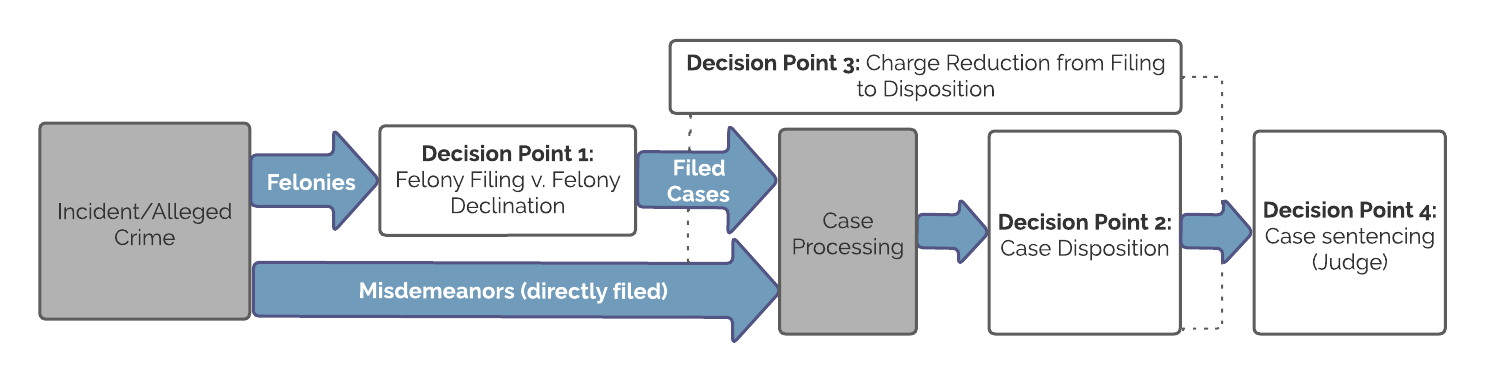 Decision Point 3: Charge Reduction from Filing
to Disposition
Incident/Alleged
Crime
Felonies
Decision Point 1:
Felony Filing v. Felony
Declination
Filed
Cases
Misdemeanors (directly filed)
Case
Processing
Decision Point 2:
Case Disposition
Decision Point 4:
Case sentencing
(Judge)